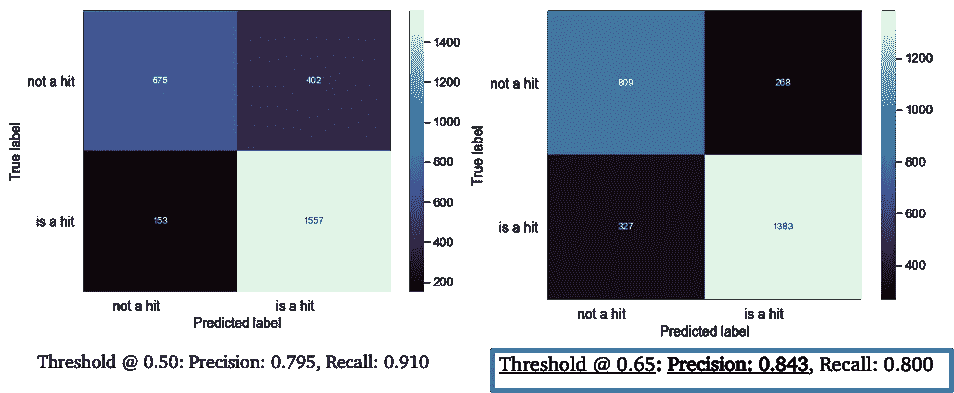 1400
1200
1000
800
600
400
200
not a hit
is a hit
True label
675
402
153
1557
not a hit
is a hit
Predicted label
Threshold @ 0.50: Precision: 0.795, Recall: 0.910
1200
1000
800
600
400
not a hit
is a hit
True label
809
268
327
1383
not a hit
is a hit
Predicted label
Threshold @ 0.65: Precision: 0.843, Recall: 0.800